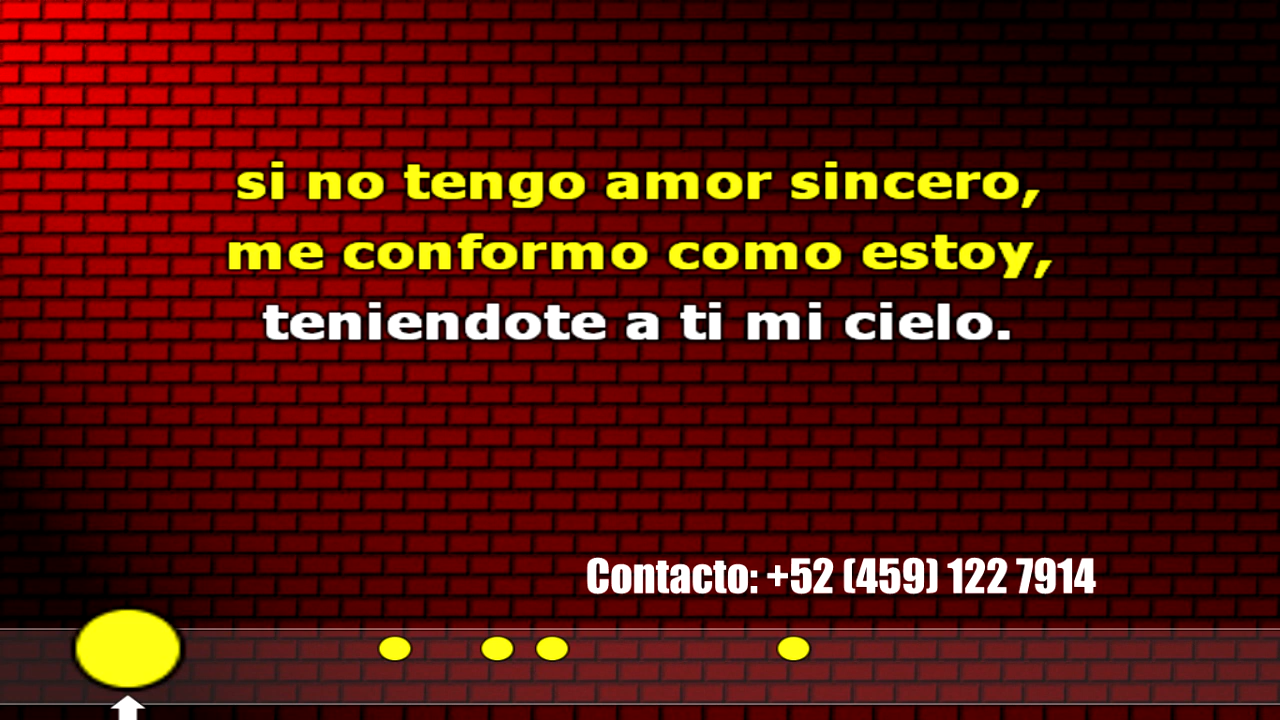 si no tengo amor sincero,
me conformo como estoy,
teniendote a ti mi cielo.
Contacto: +52 (459) 122 7914